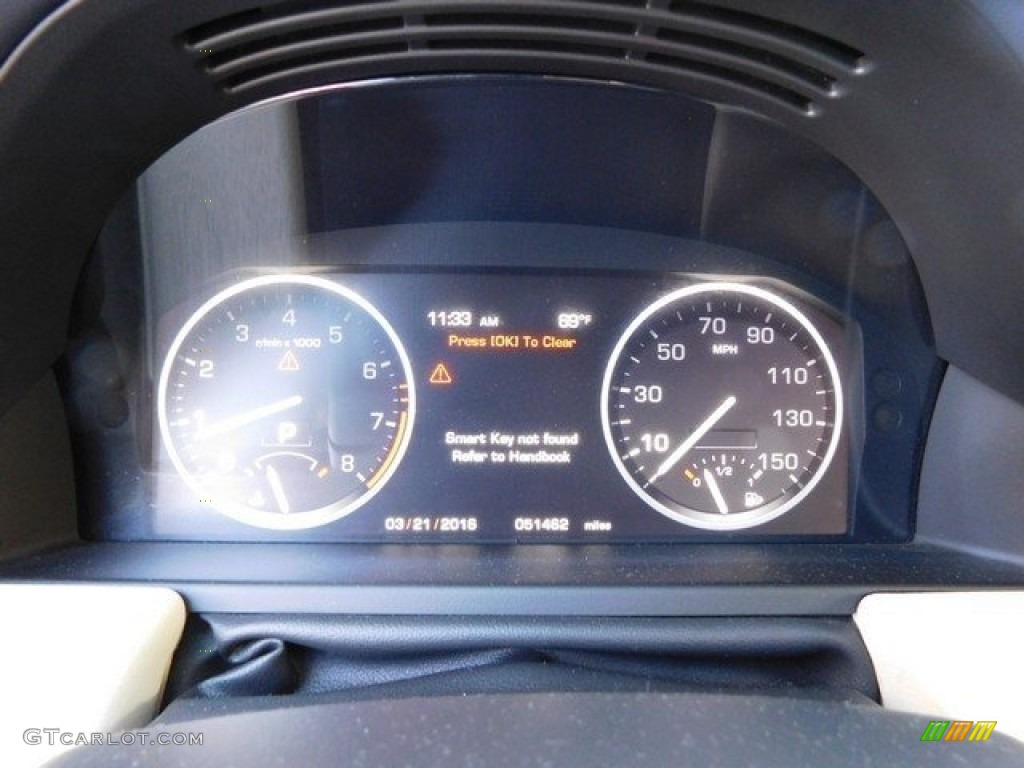 11:33 AM 69°F
Press [OK] To Clear
Smart Key not found
Refer to Handbook
03/21/2016 051462 miles
1 2 3 4 5 6 7 8
r/min x 1000
P
10 30 50 70 90 110 130 150
MPH
0 1/2 1
GTCARLOT.COM